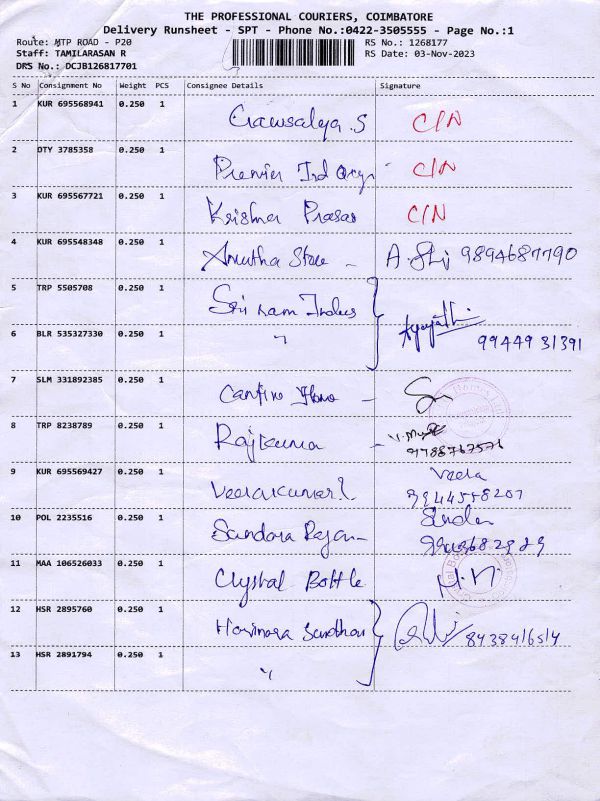 THE PROFESSIONAL COURIERS, COIMBATORE
Delivery Runsheet - SPT - Phone No.:0422-3505555 - Page No.:1
Route: MTP ROAD - P20 RS No.: 1268177
Staff: TAMILARASAN R RS Date: 03-Nov-2023
DRS No.: DCJB126817701
S No Consignment No Weight PCS Consignee Details Signature
1 KUR 695568941 0.250 1 C/N
2 DTY 3785358 0.250 1 Premier Ind C/N
3 KUR 695567721 0.250 1 Krishna Prasas C/N
4 KUR 695548348 0.250 1 Amutha Store - 9894687790
5 TRP 5505708 0.250 1 Sri ram Indus
6 BLR 535327330 0.250 1 " 99449 31391
7 SLM 331892385 0.250 1
8 TRP 8238789 0.250 1 Rajkumar -
9788767576
9 KUR 695569427 0.250 1 Veerakumar Veera
9944558207
10 POL 2235516 0.250 1 Sundara Rajan
11 MAA 106526033 0.250 1 Crystal Bottle
12 HSR 2895760 0.250 1 8438416514
13 HSR 2891794 0.250 1 "